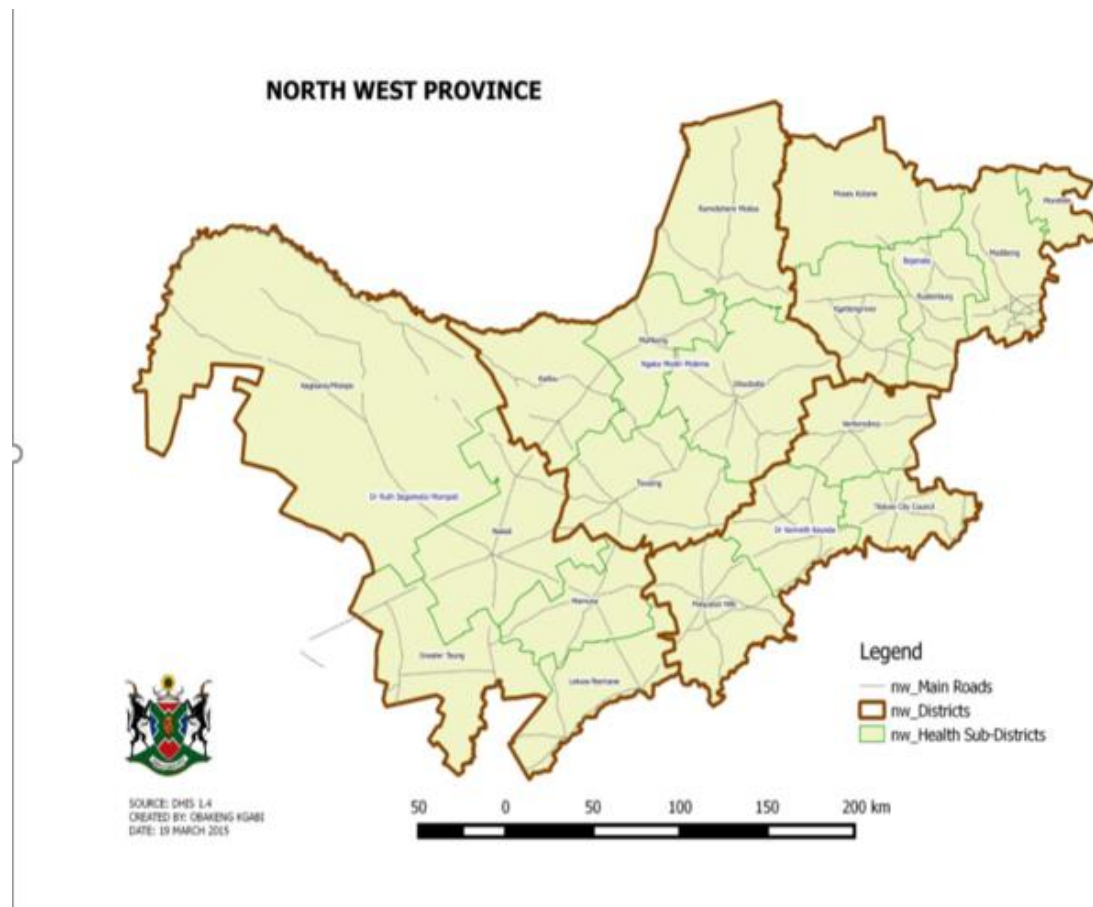 NORTH WEST PROVINCE
Moses Kotane
Ramotshere Moiloa
Moretele
Madibeng
Bojanala
Rustenburg
Kgetlengrivier
Mafikeng
Ngaka Modiri Molema
Ratlou
Ditsobotla
Kagisano/Molopo
Ventersdorp
Tswaing
Dr Ruth Segomotsi Mompati
Tlokwe City Council
Dr Kenneth Kaunda
Naledi
Mamusa
Maquassi Hills
Greater Taung
Lekwa-Teemane
Legend
nw_Main Roads
nw_Districts
nw_Health Sub-Districts
SOURCE: DHIS 1.4
CREATED BY: OBAKENG KGABI
DATE: 19 MARCH 2015
50 0 50 100 150 200 km